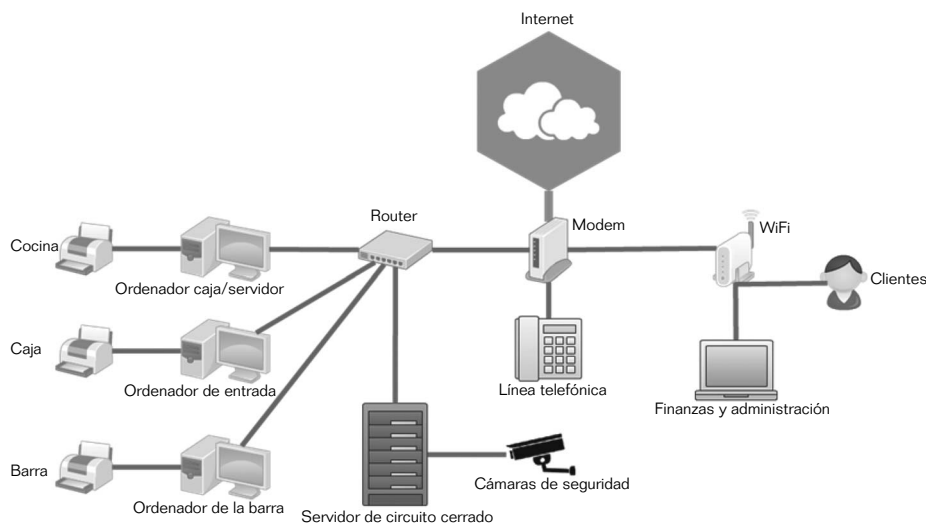 Internet
Router
Modem
WiFi
Cocina
Clientes
Ordenador caja/servidor
Caja
Ordenador de entrada
Línea telefónica
Finanzas y administración
Barra
Ordenador de la barra
Cámaras de seguridad
Servidor de circuito cerrado